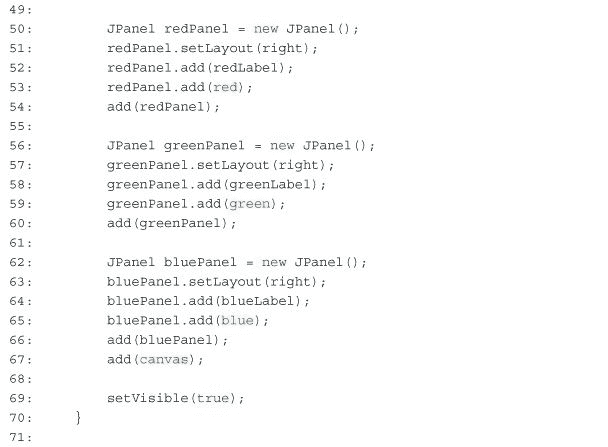 49:
50:         JPanel redPanel = new JPanel();
51:         redPanel.setLayout(right);
52:         redPanel.add(redLabel);
53:         redPanel.add(red);
54:         add(redPanel);
55:
56:         JPanel greenPanel = new JPanel();
57:         greenPanel.setLayout(right);
58:         greenPanel.add(greenLabel);
59:         greenPanel.add(green);
60:         add(greenPanel);
61:
62:         JPanel bluePanel = new JPanel();
63:         bluePanel.setLayout(right);
64:         bluePanel.add(blueLabel);
65:         bluePanel.add(blue);
66:         add(bluePanel);
67:         add(canvas);
68:
69:         setVisible(true);
70:     }
71: